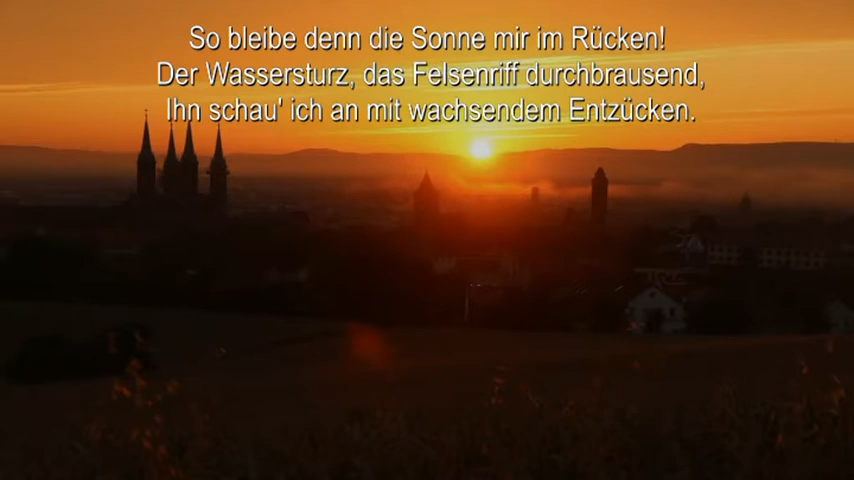 So bleibe denn die Sonne mir im Rücken!
Der Wassersturz, das Felsenriff durchbrausend,
Ihn schau' ich an mit wachsendem Entzücken.